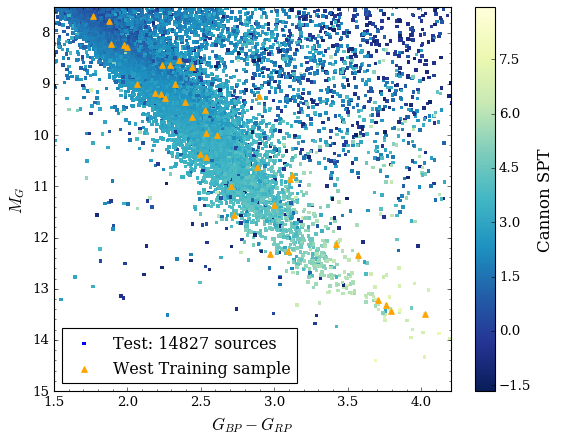 8
9
10
11
12
13
14
15
M_G
1.5 2.0 2.5 3.0 3.5 4.0
G_BP − G_RP
Test: 14827 sources
West Training sample
7.5
6.0
4.5
3.0
1.5
0.0
−1.5
Cannon SPT